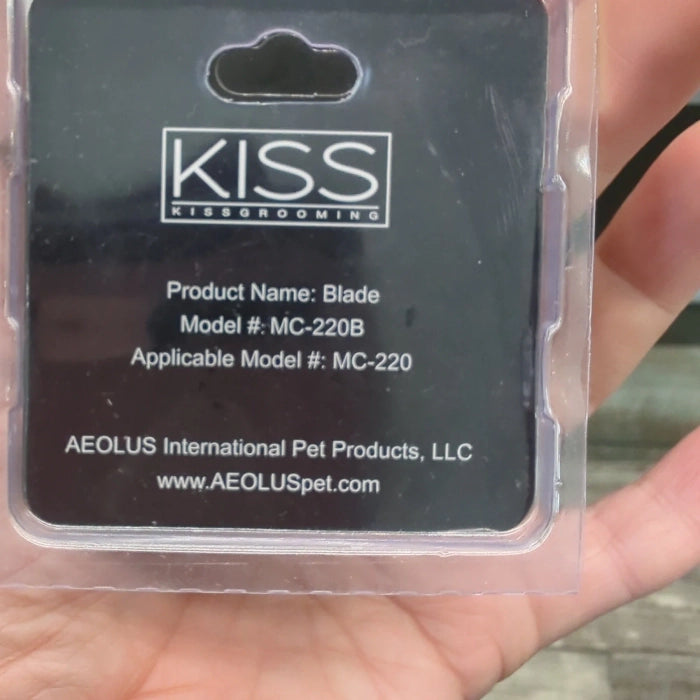 KISS
KISSGROOMING
Product Name: Blade
Model #: MC-220B
Applicable Model #: MC-220
AEOLUS International Pet Products, LLC
www.AEOLUSpet.com